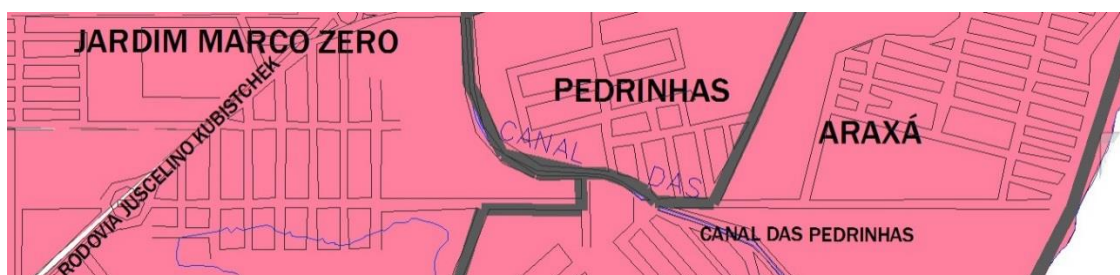 JARDIM MARCO ZERO
RODOVIA JUSCELINO KUBISTCHEK
PEDRINHAS
CANAL DAS
ARAXÁ
CANAL DAS PEDRINHAS